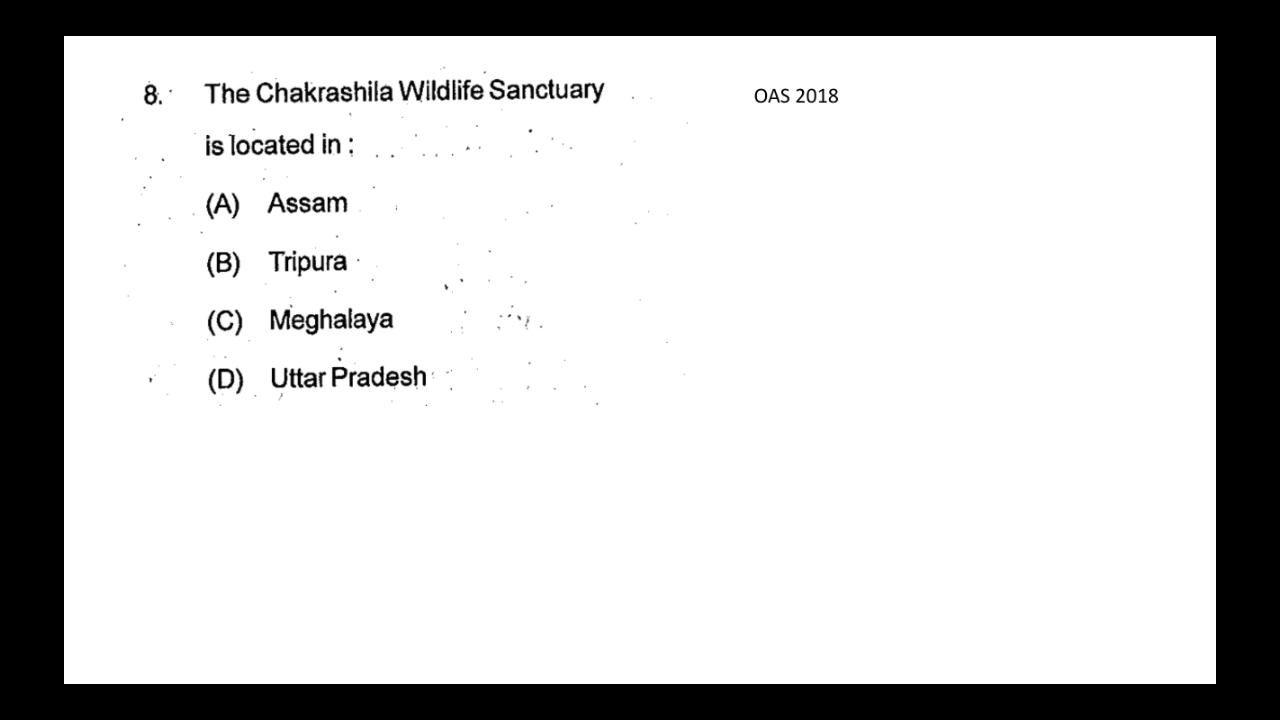 8. The Chakrashila Wildlife Sanctuary
is located in :
(A) Assam
(B) Tripura
(C) Meghalaya
(D) Uttar Pradesh
OAS 2018